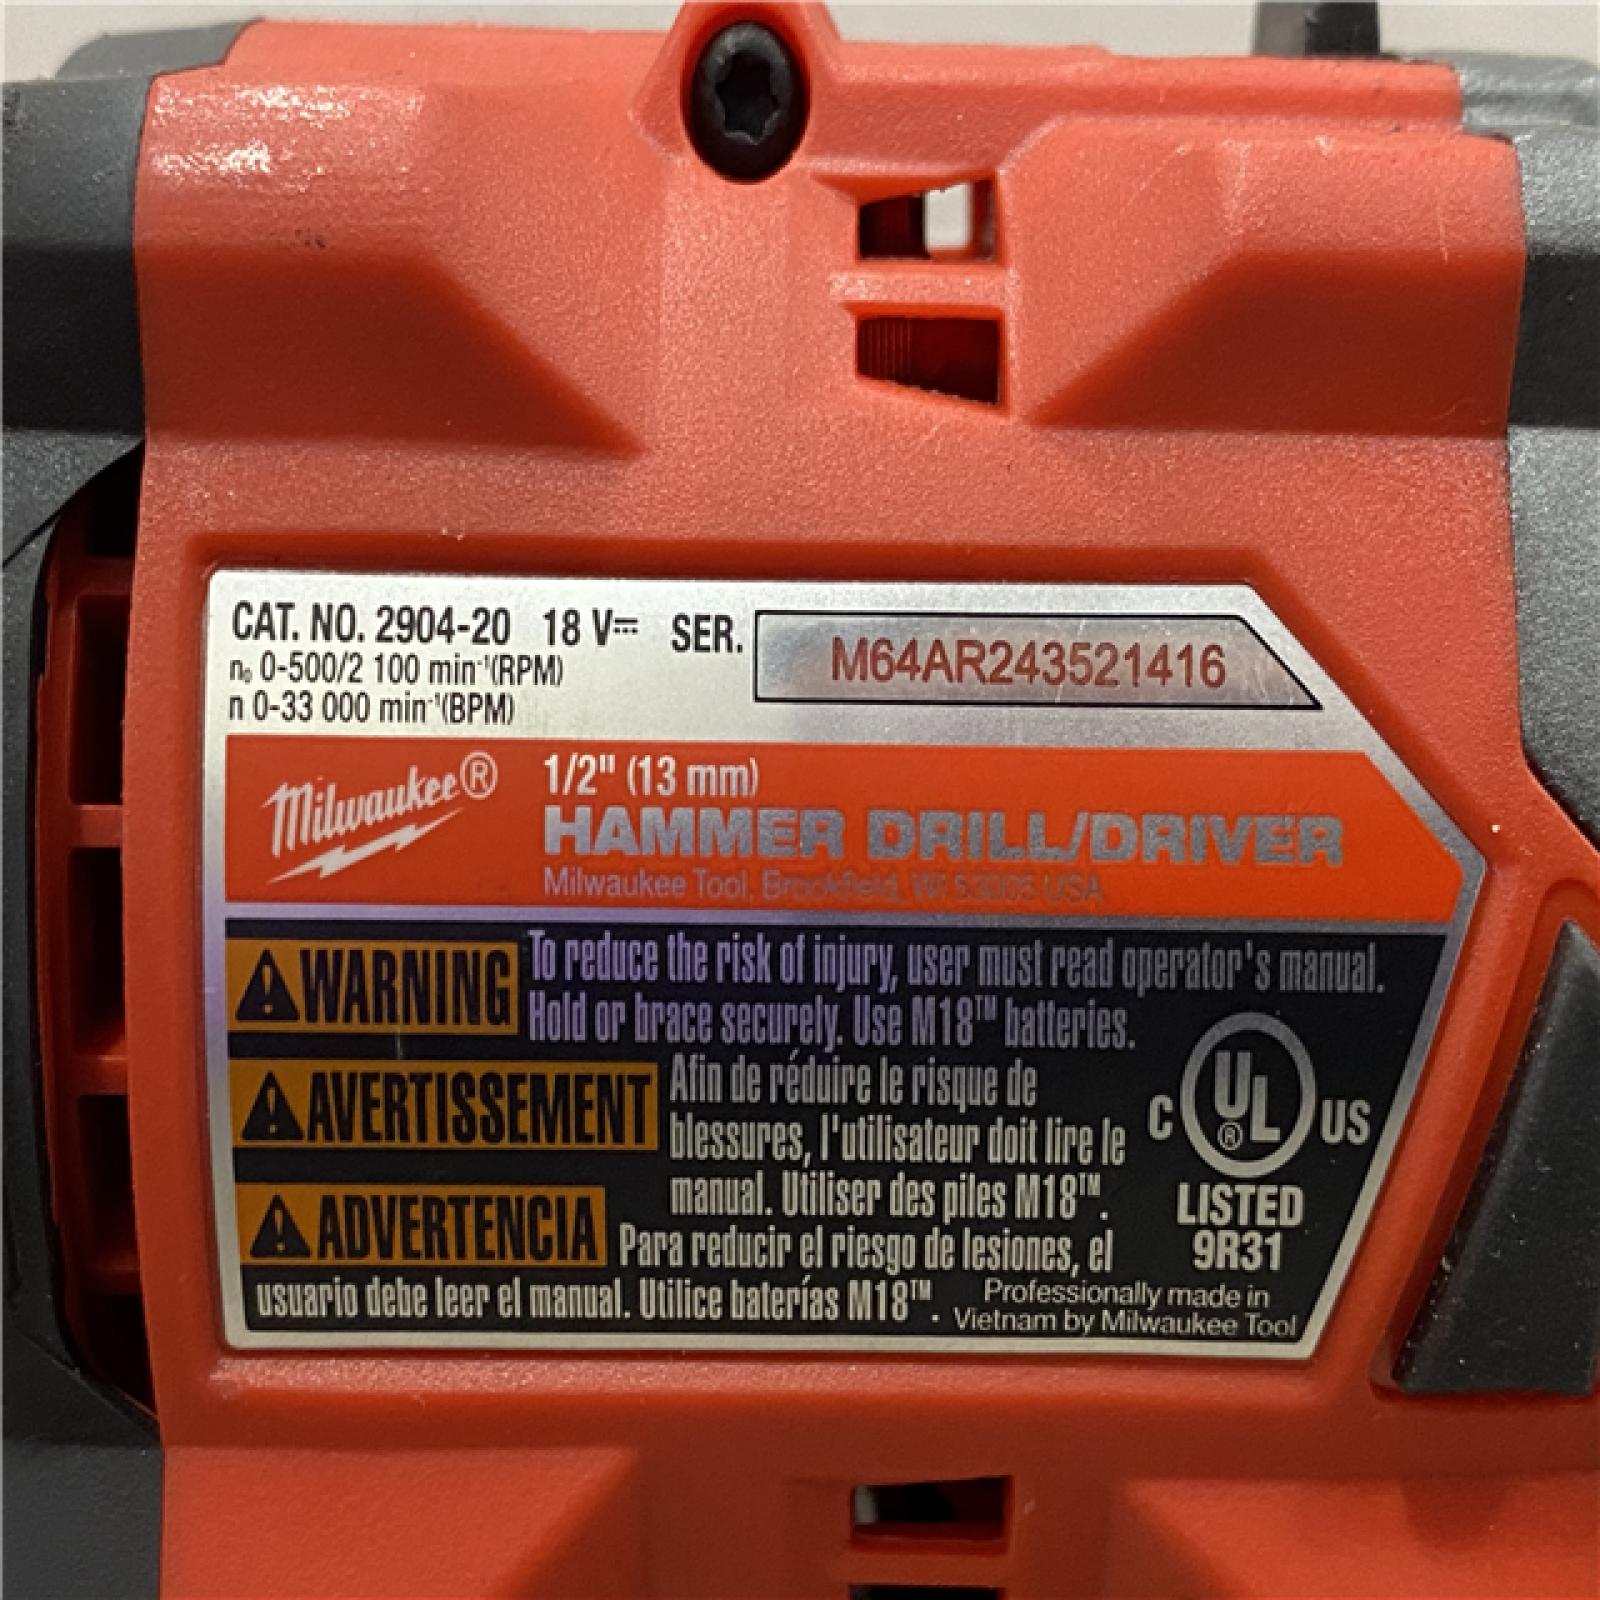 CAT. NO. 2904-20 18 V⎓ SER. M64AR243521416
n₀ 0-500/2 100 min⁻¹(RPM)
n 0-33 000 min⁻¹(BPM)
Milwaukee® 1/2" (13 mm)
HAMMER DRILL/DRIVER
Milwaukee Tool, Brookfield, WI 53005 USA
⚠WARNING To reduce the risk of injury, user must read operator's manual.
Hold or brace securely. Use M18™ batteries.
⚠AVERTISSEMENT Afin de réduire le risque de
blessures, l'utilisateur doit lire le
manual. Utiliser des piles M18™.
⚠ADVERTENCIA Para reducir el riesgo de lesiones, el
usuario debe leer el manual. Utilice baterías M18™.
C UL® US
LISTED
9R31
Professionally made in
Vietnam by Milwaukee Tool